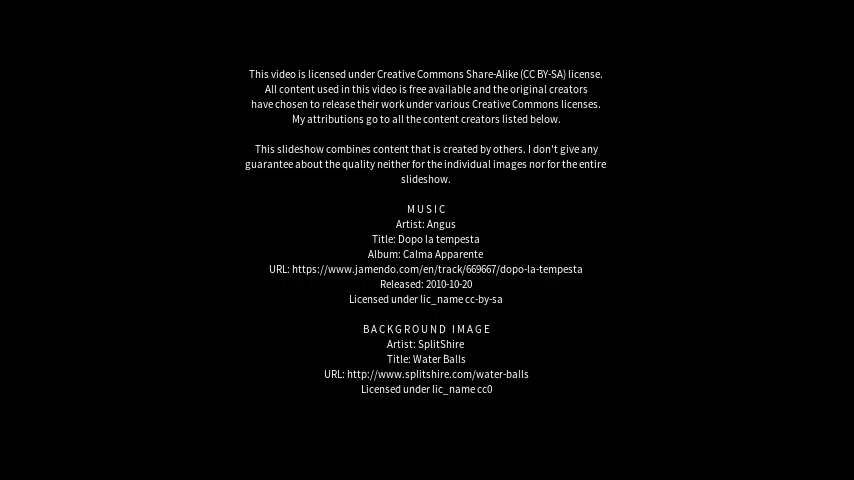 This video is licensed under Creative Commons Share-Alike (CC BY-SA) license.
All content used in this video is free available and the original creators
have chosen to release their work under various Creative Commons licenses.
My attributions go to all the content creators listed below.
This slideshow combines content that is created by others. I don't give any
guarantee about the quality neither for the individual images nor for the entire
slideshow.
MUSIC
Artist: Angus
Title: Dopo la tempesta
Album: Calma Apparente
URL: https://www.jamendo.com/en/track/669667/dopo-la-tempesta
Released: 2010-10-20
Licensed under lic_name cc-by-sa
BACKGROUND IMAGE
Artist: SplitShire
Title: Water Balls
URL: http://www.splitshire.com/water-balls
Licensed under lic_name cc0